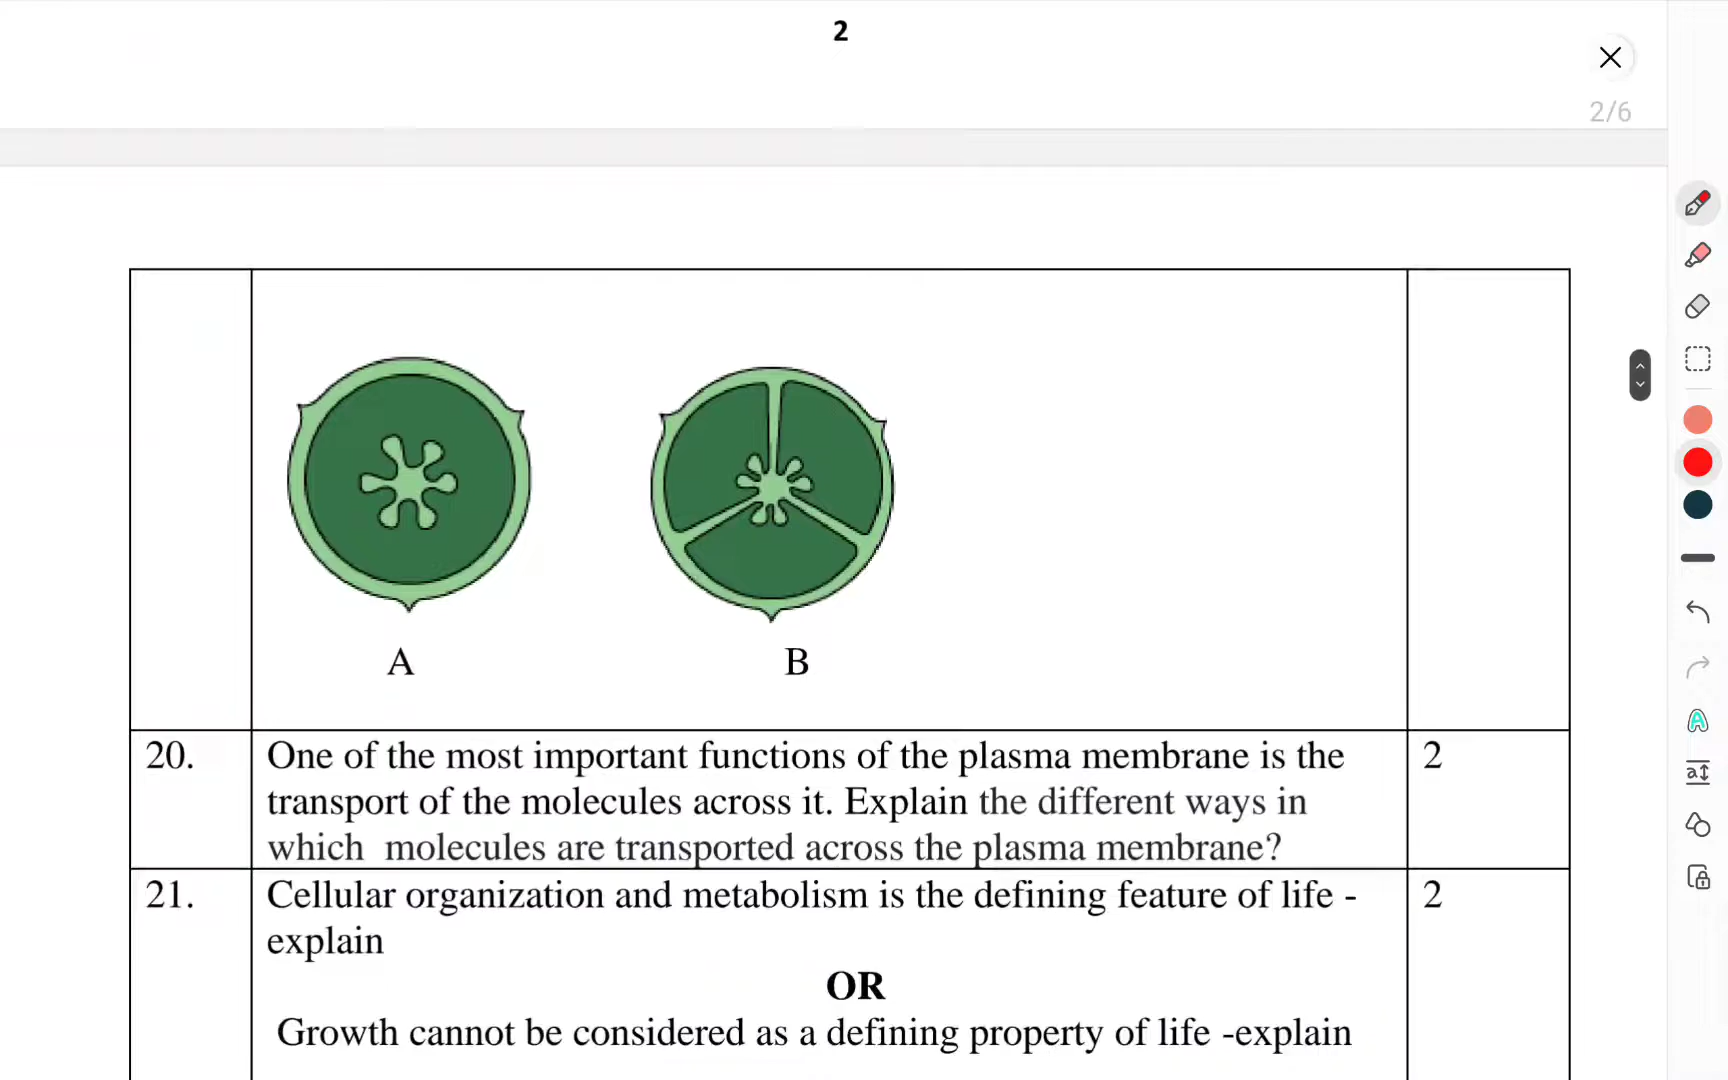 2
2/6
A
B
20.
One of the most important functions of the plasma membrane is the
transport of the molecules across it. Explain the different ways in
which  molecules are transported across the plasma membrane?
2
21.
Cellular organization and metabolism is the defining feature of life -
explain
OR
Growth cannot be considered as a defining property of life -explain
2
A
a